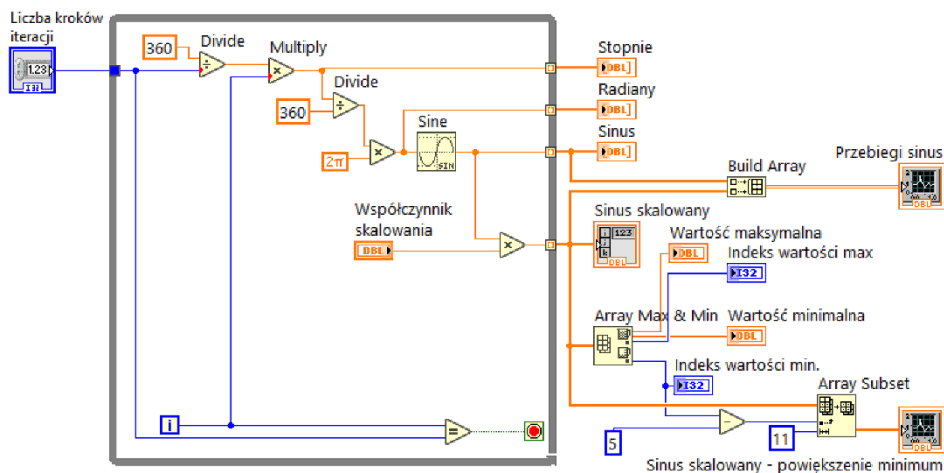 Liczba kroków
iteracji
1.23
I32
360
Divide
Multiply
Divide
360
2π
Sine
SIN
Współczynnik
skalowania
DBL
i
=
Stopnie
DBL
Radiany
DBL
Sinus
DBL
Build Array
Przebiegi sinus
DBL
Sinus skalowany
123
DBL
Wartość maksymalna
DBL
Indeks wartości max
I32
Array Max & Min
Wartość minimalna
DBL
Indeks wartości min.
I32
Array Subset
5
11
DBL
Sinus skalowany - powiększenie minimum